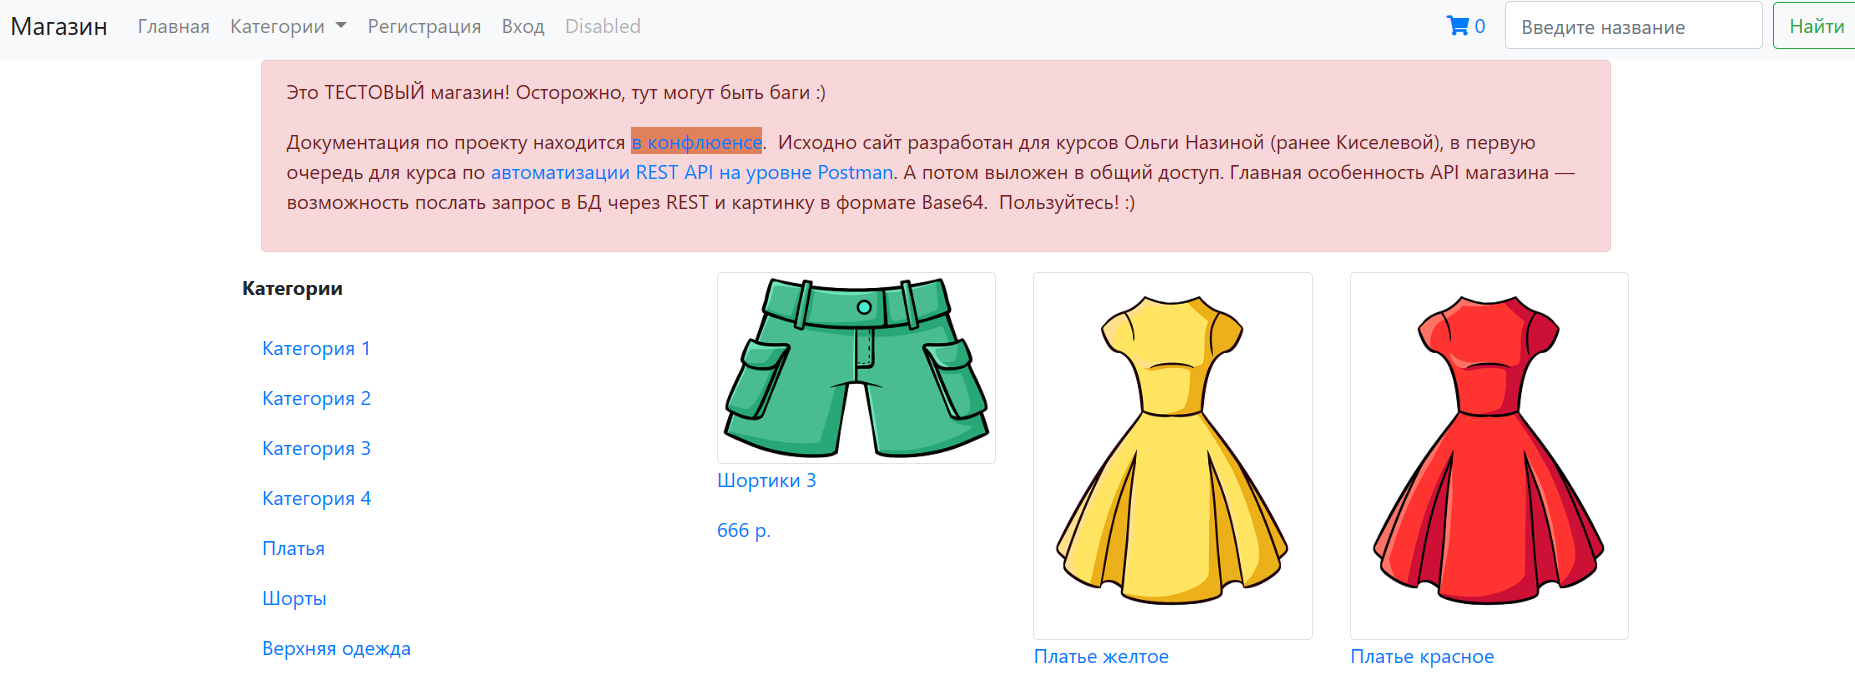 Магазин Главная Категории Регистрация Вход Disabled 0 Введите название Найти
Это ТЕСТОВЫЙ магазин! Осторожно, тут могут быть баги :)
Документация по проекту находится в конфлюенсе. Исходно сайт разработан для курсов Ольги Назиной (ранее Киселевой), в первую
очередь для курса по автоматизации REST API на уровне Postman. А потом выложен в общий доступ. Главная особенность API магазина —
возможность послать запрос в БД через REST и картинку в формате Base64. Пользуйтесь! :)
Категории
Категория 1
Категория 2
Категория 3
Категория 4
Платья
Шорты
Верхняя одежда
Шортики 3
666 р.
Платье желтое
Платье красное